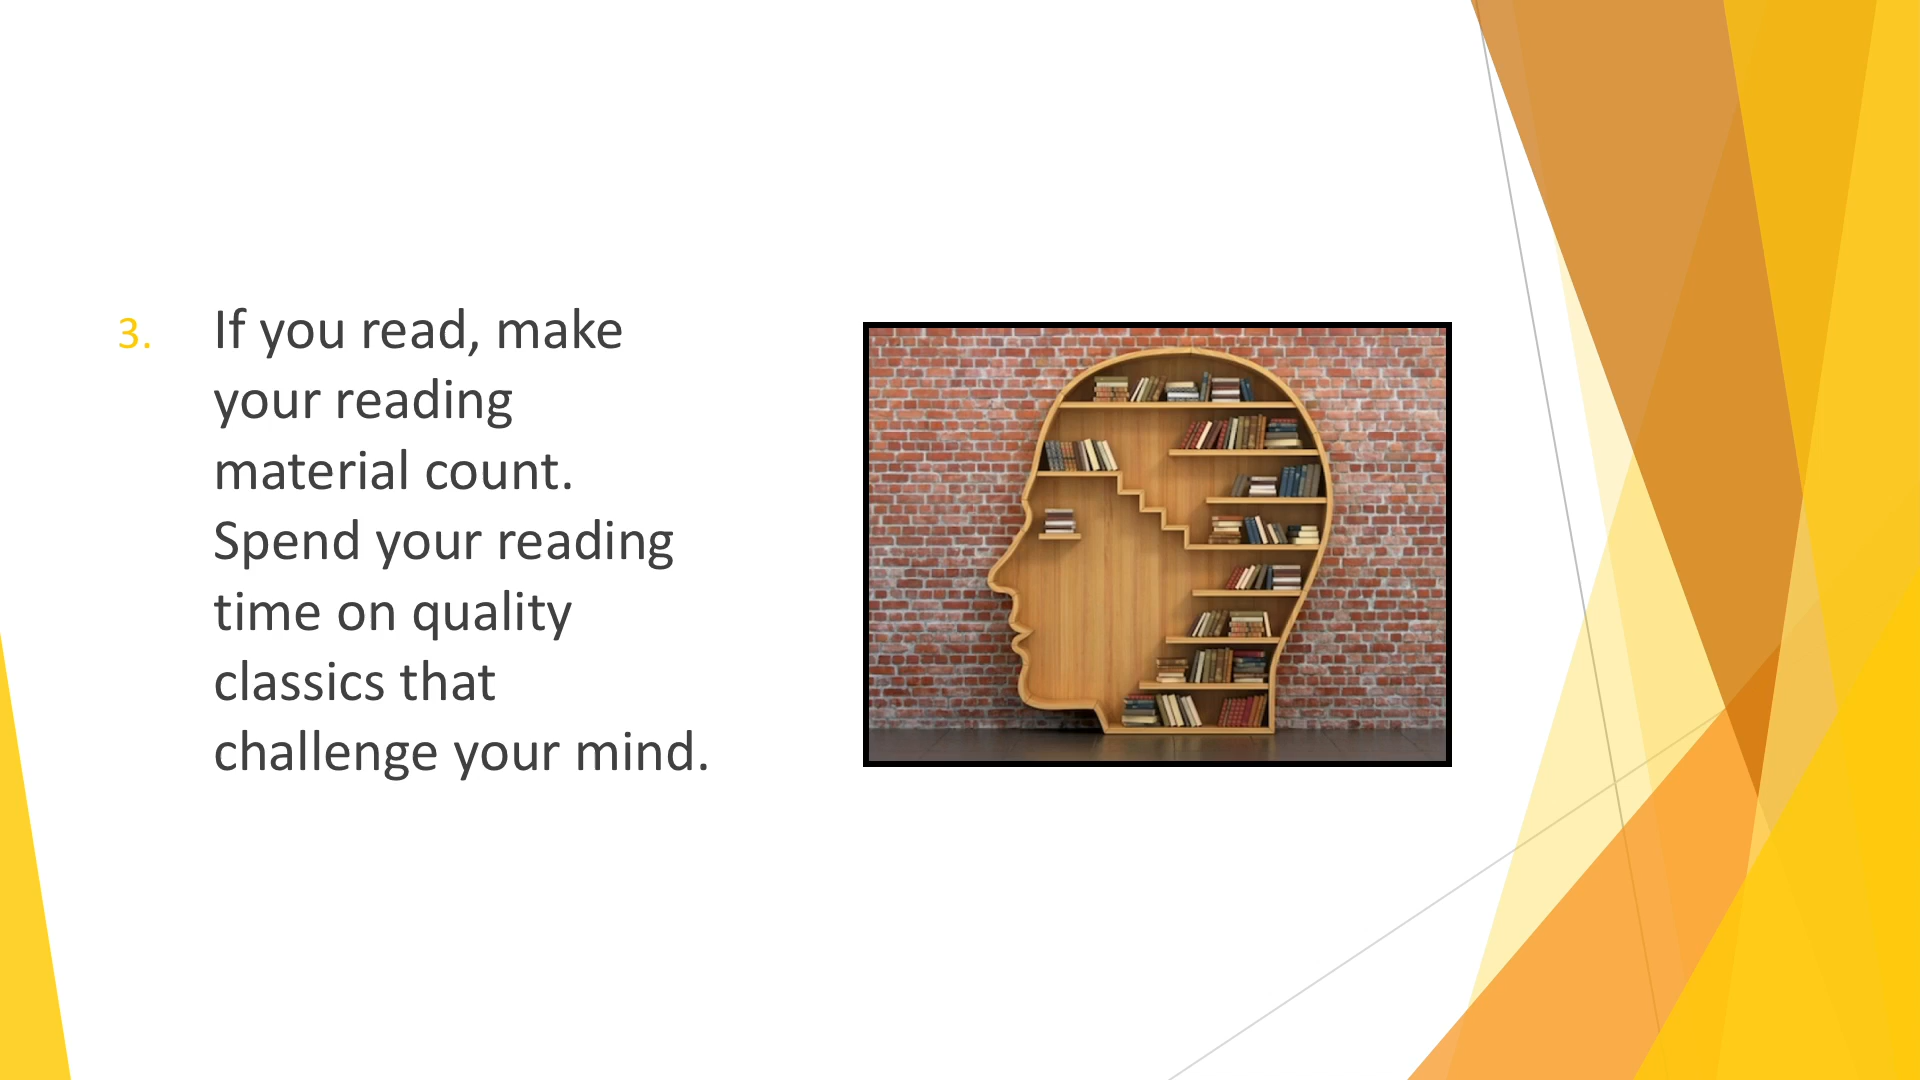 3. If you read, make
your reading
material count.
Spend your reading
time on quality
classics that
challenge your mind.